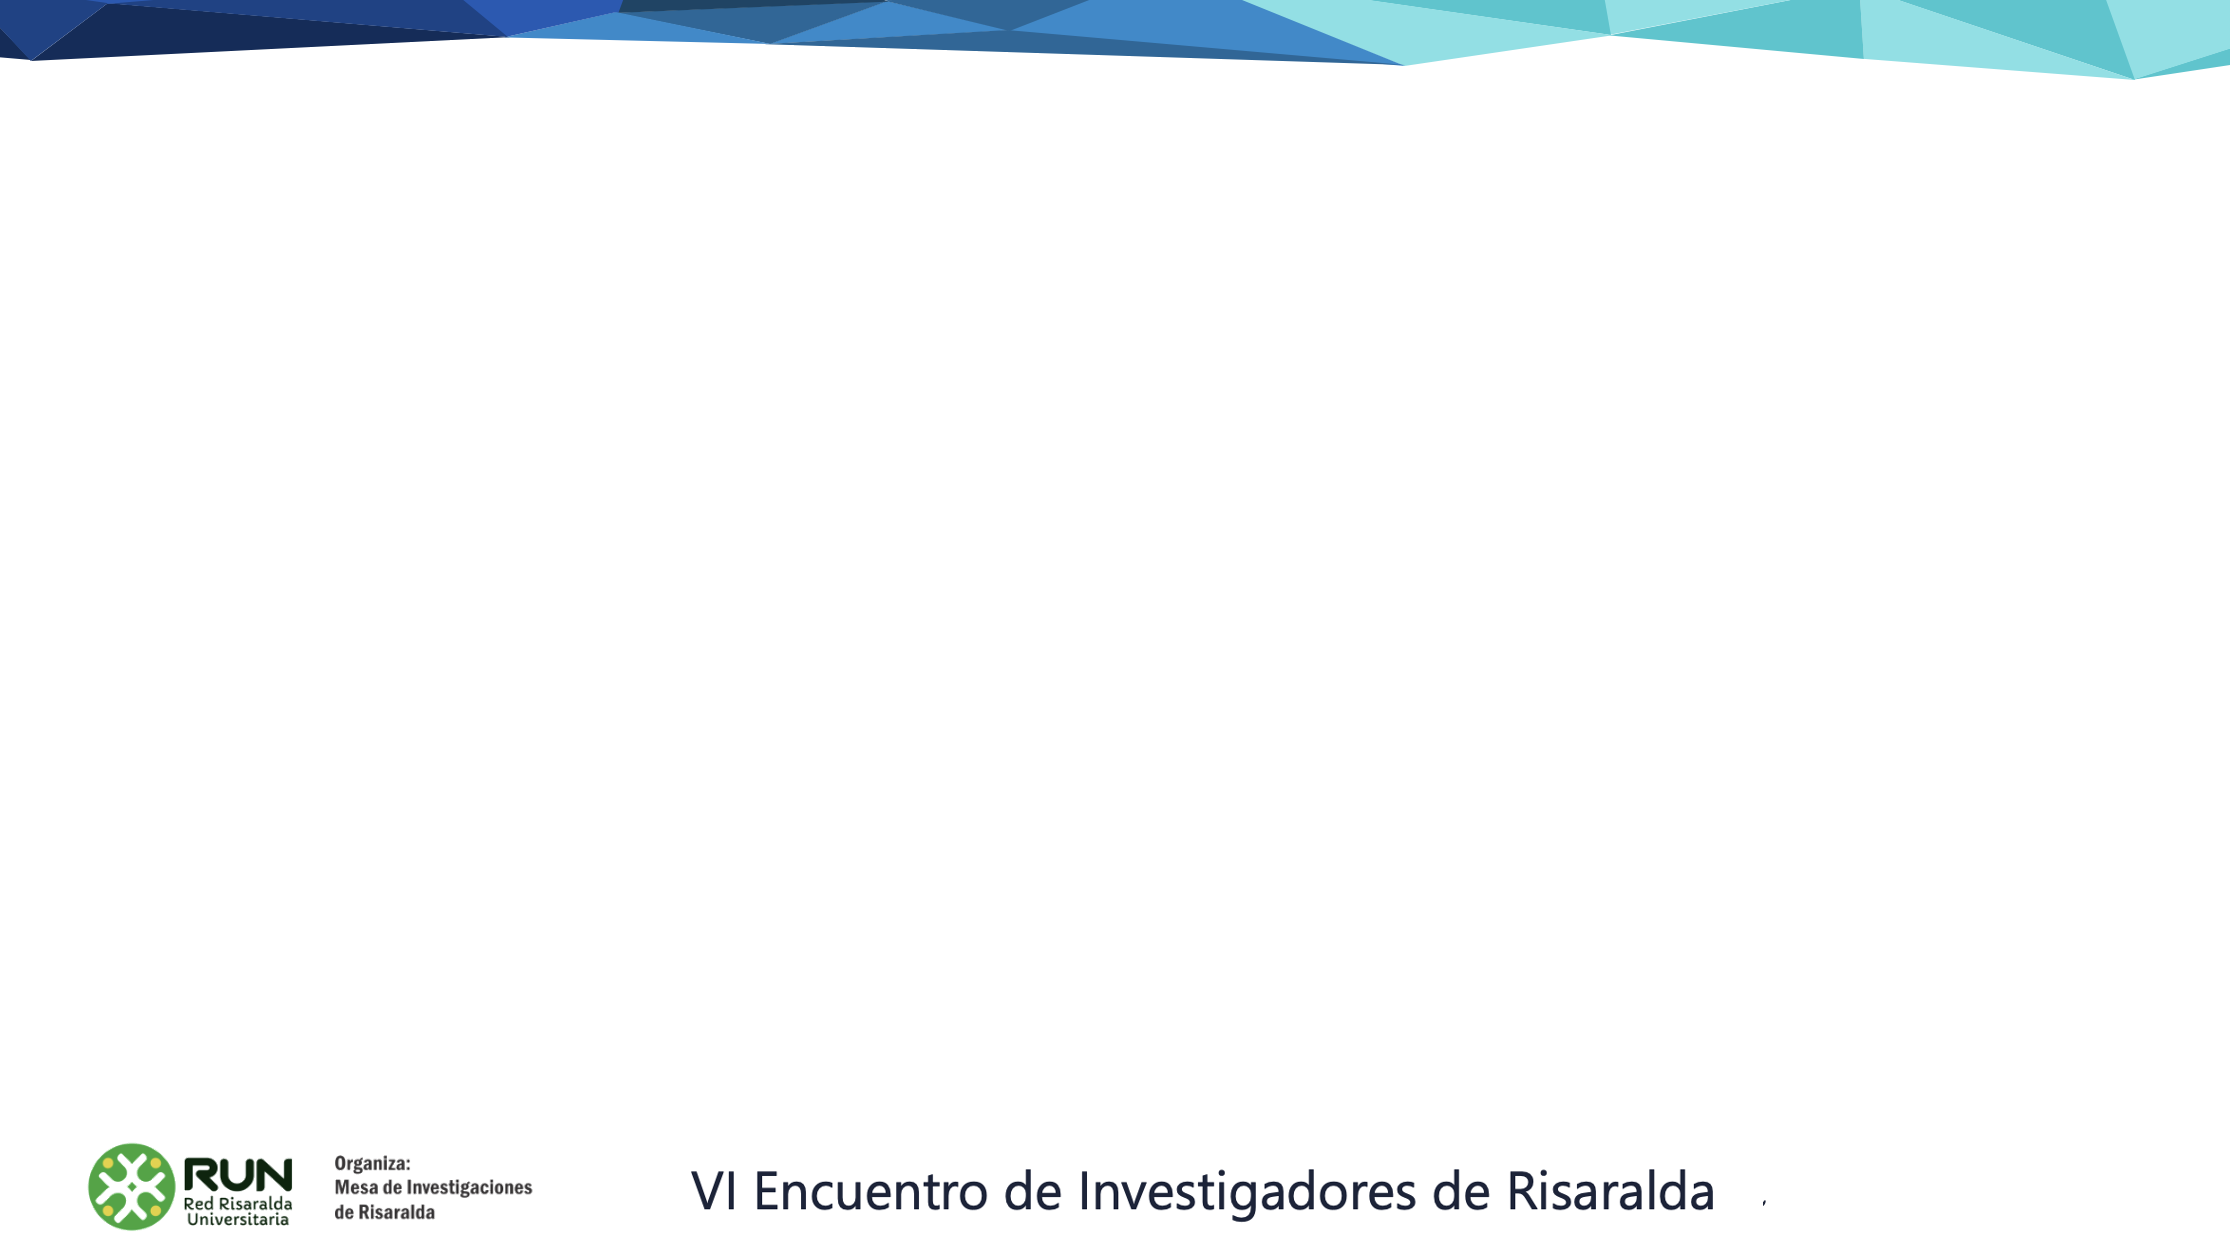 RUN
Red Risaralda
Universitaria
Organiza:
Mesa de Investigaciones
de Risaralda
VI Encuentro de Investigadores de Risaralda